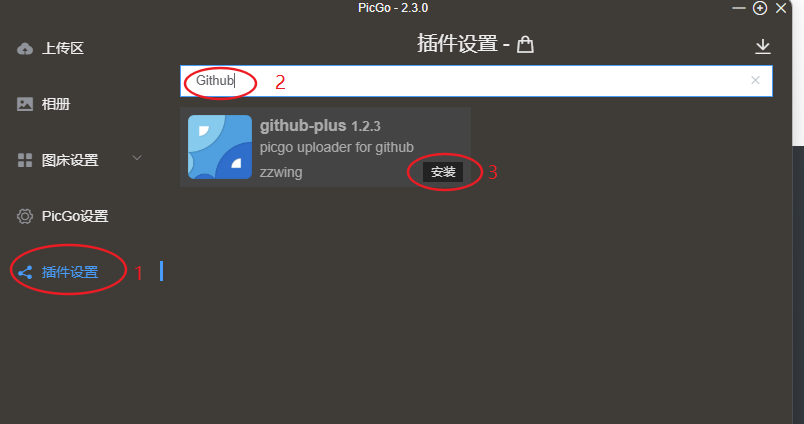 PicGo - 2.3.0
上传区
相册
图床设置
PicGo设置
插件设置
1
插件设置 -
Github
2
github-plus 1.2.3
picgo uploader for github
zzwing
安装
3